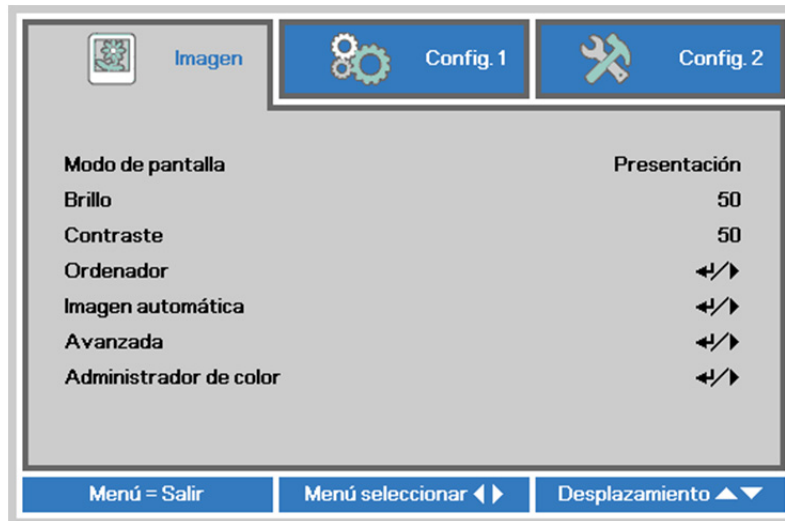 Imagen Config. 1 Config. 2
Modo de pantalla Presentación
Brillo 50
Contraste 50
Ordenador ↵/▶
Imagen automática ↵/▶
Avanzada ↵/▶
Administrador de color ↵/▶
Menú = Salir Menú seleccionar ◀▶ Desplazamiento ▲▼